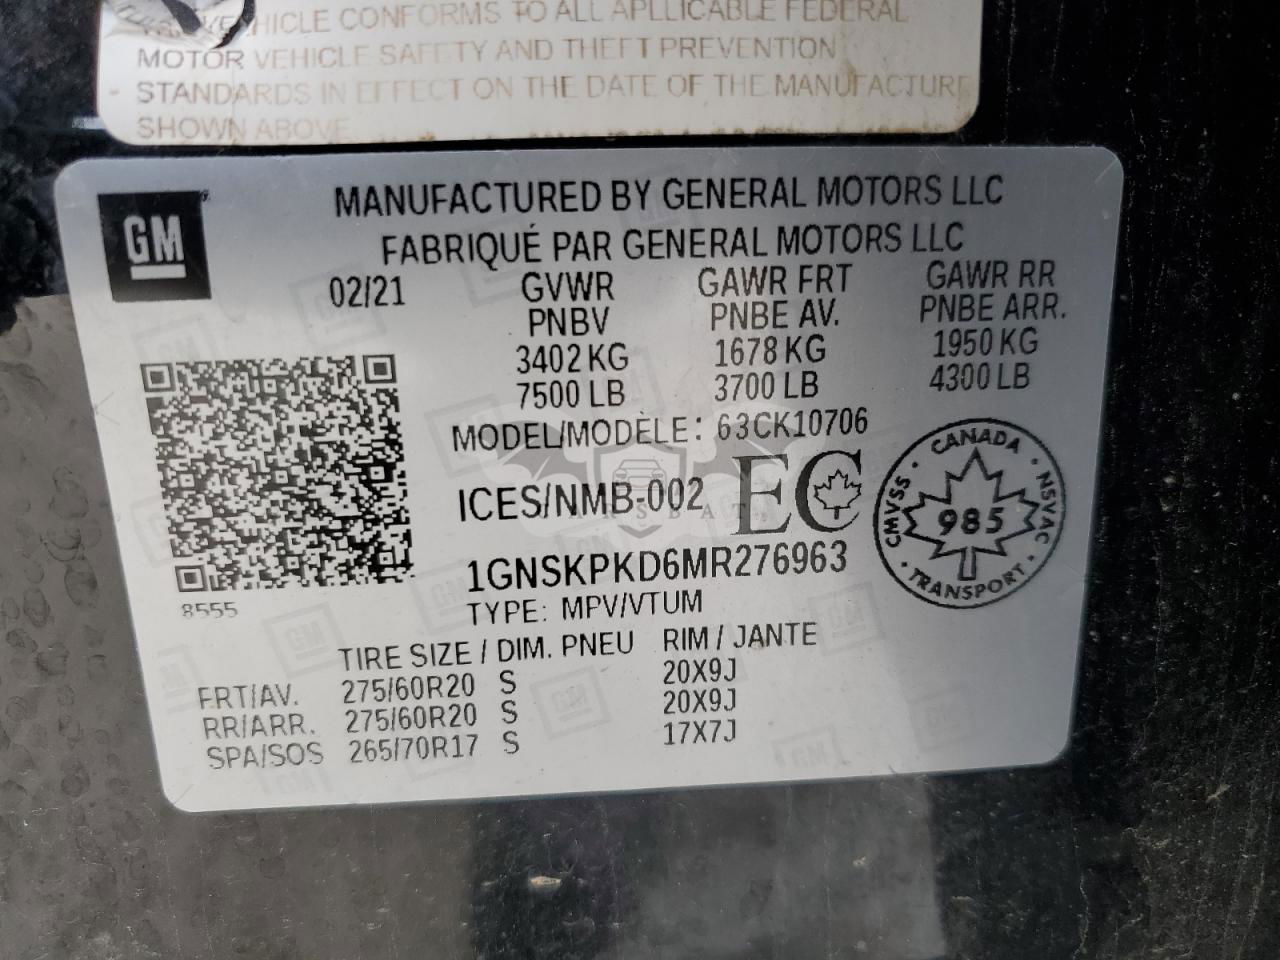 VEHICLE CONFORMS TO ALL APLLICABLE FEDERAL
MOTOR VEHICLE SAFETY AND THEFT PREVENTION
STANDARDS IN EFFECT ON THE DATE OF THE MANUFACTURE
SHOWN ABOVE
GM
MANUFACTURED BY GENERAL MOTORS LLC
FABRIQUÉ PAR GENERAL MOTORS LLC
02/21 GVWR GAWR FRT GAWR RR
PNBV PNBE AV. PNBE ARR.
3402 KG 1678 KG 1950 KG
7500 LB 3700 LB 4300 LB
MODEL/MODÈLE: 63CK10706
ICES/NMB-002 EC
CANADA
CMVSS 985 NSVAC
TRANSPORT
1GNSKPKD6MR276963
8555 TYPE: MPV/VTUM
TIRE SIZE / DIM. PNEU RIM / JANTE
FRT/AV. 275/60R20 S 20X9J
RR/ARR. 275/60R20 S 20X9J
SPA/SOS 265/70R17 S 17X7J